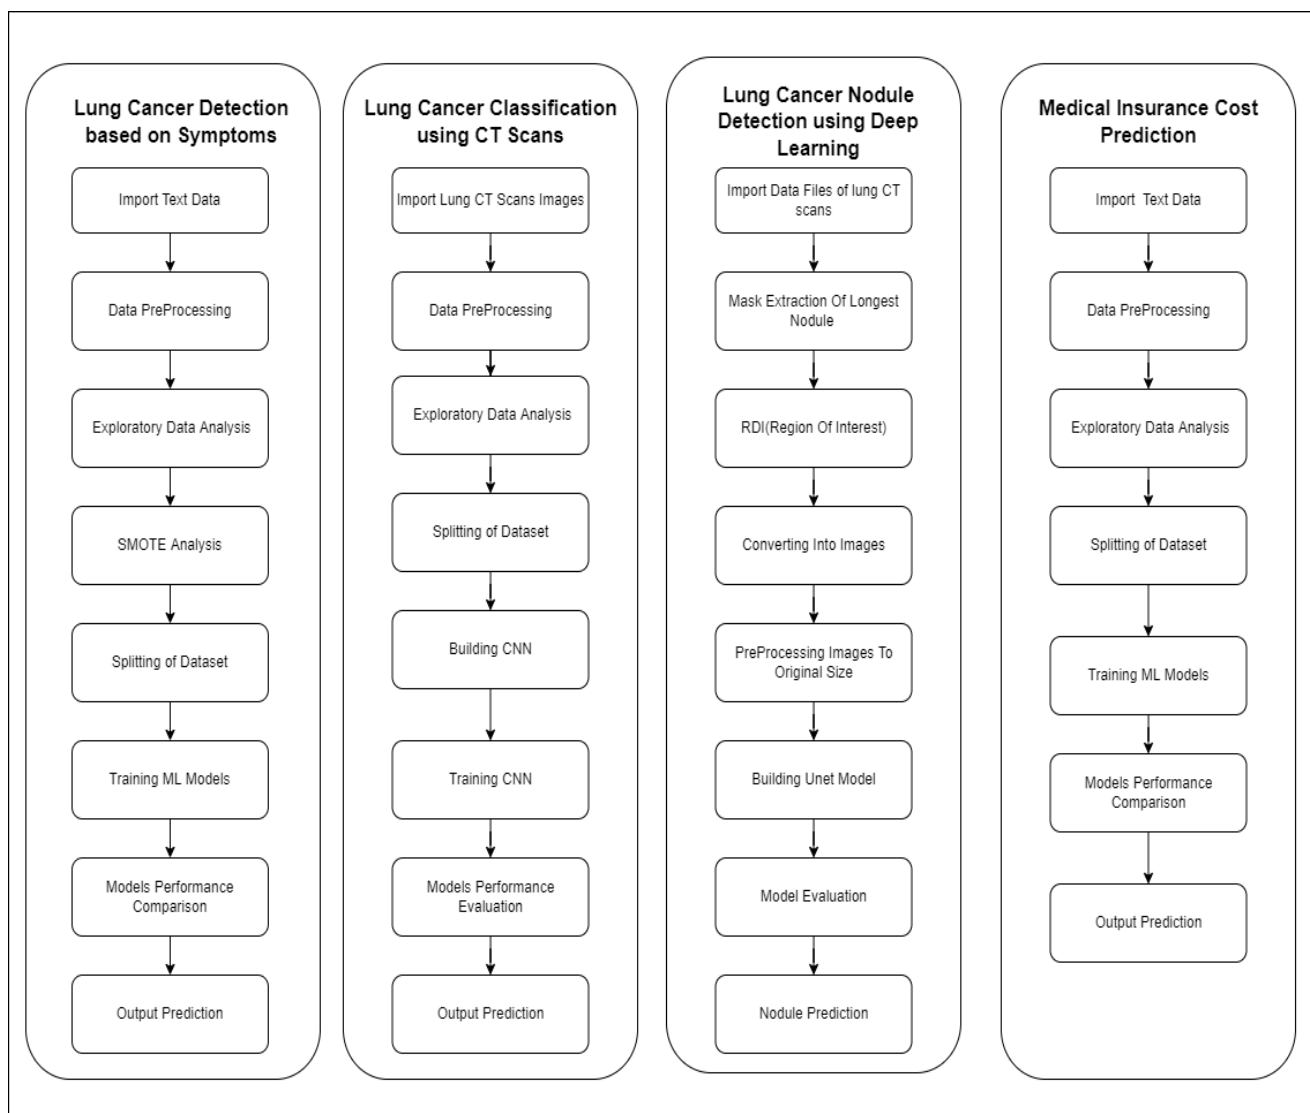 Lung Cancer Detection
based on Symptoms
Import Text Data
Data PreProcessing
Exploratory Data Analysis
SMOTE Analysis
Splitting of Dataset
Training ML Models
Models Performance
Comparison
Output Prediction
Lung Cancer Classification
using CT Scans
Import Lung CT Scans Images
Data PreProcessing
Exploratory Data Analysis
Splitting of Dataset
Building CNN
Training CNN
Models Performance
Evaluation
Output Prediction
Lung Cancer Nodule
Detection using Deep
Learning
Import Data Files of lung CT
scans
Mask Extraction Of Longest
Nodule
RDI(Region Of Interest)
Converting Into Images
PreProcessing Images To
Original Size
Building Unet Model
Model Evaluation
Nodule Prediction
Medical Insurance Cost
Prediction
Import Text Data
Data PreProcessing
Exploratory Data Analysis
Splitting of Dataset
Training ML Models
Models Performance
Comparison
Output Prediction